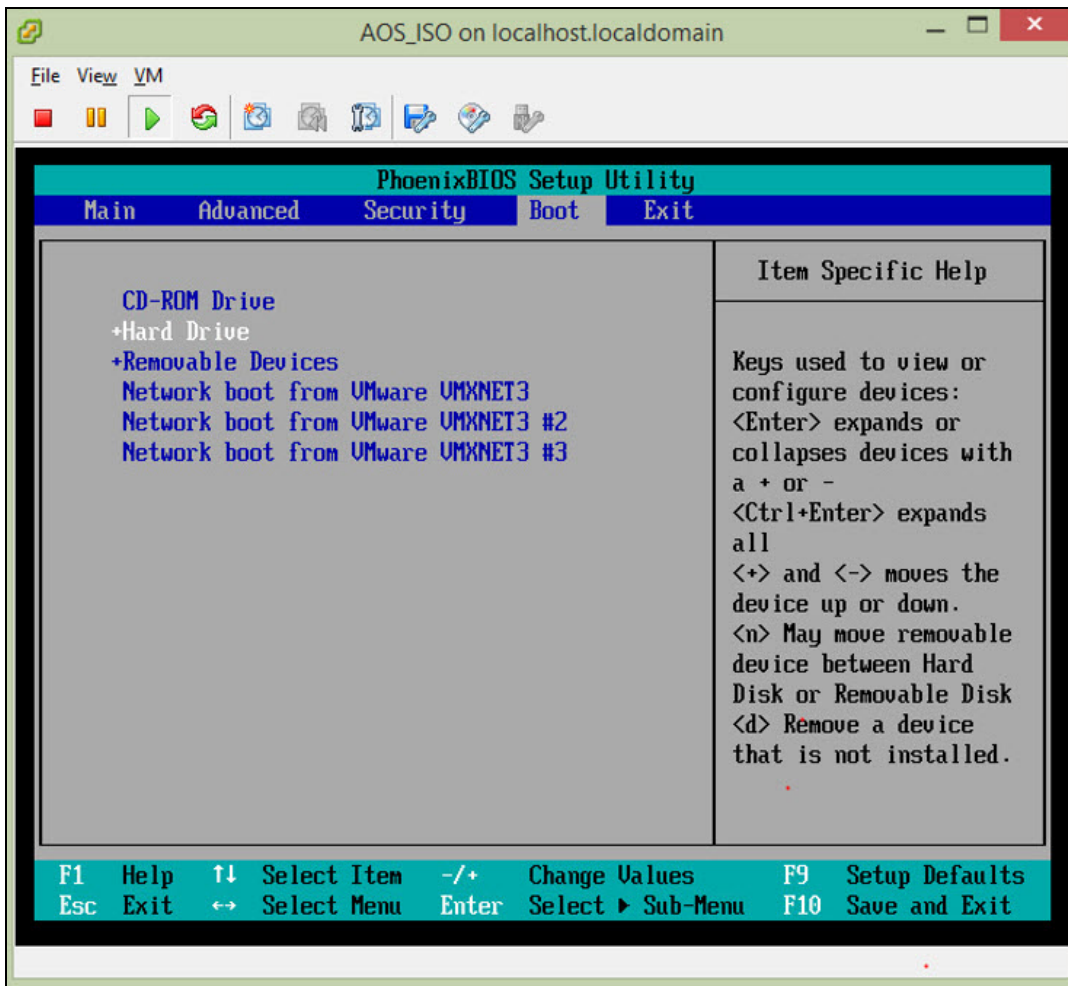 AOS_ISO on localhost.localdomain
File View VM
PhoenixBIOS Setup Utility
Main Advanced Security Boot Exit
CD-ROM Drive
+Hard Drive
+Removable Devices
Network boot from VMware VMXNET3
Network boot from VMware VMXNET3 #2
Network boot from VMware VMXNET3 #3
Item Specific Help
Keys used to view or
configure devices:
<Enter> expands or
collapses devices with
a + or -
<Ctrl+Enter> expands
all
<+> and <-> moves the
device up or down.
<n> May move removable
device between Hard
Disk or Removable Disk
<d> Remove a device
that is not installed.
F1 Help ↑↓ Select Item -/+ Change Values F9 Setup Defaults
Esc Exit ↔ Select Menu Enter Select ▶ Sub-Menu F10 Save and Exit